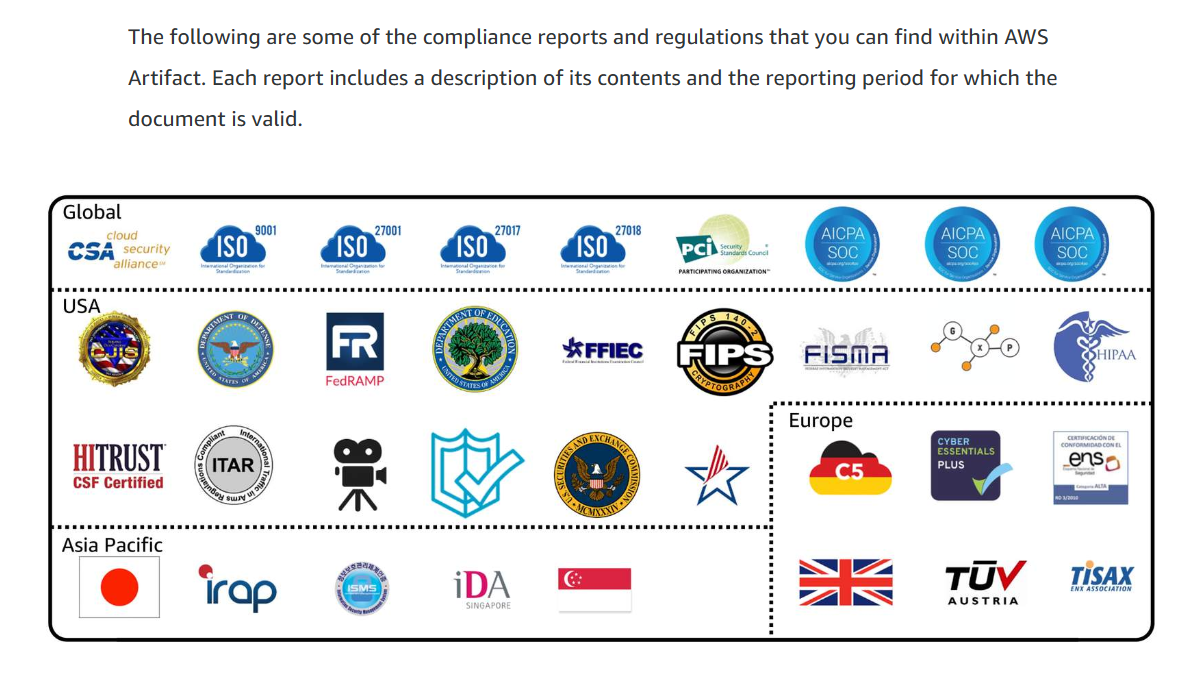 The following are some of the compliance reports and regulations that you can find within AWS
Artifact. Each report includes a description of its contents and the reporting period for which the
document is valid.
Global
cloud
CSA security
alliance
ISO 9001
International Organization for
Standardization
ISO 27001
International Organization for
Standardization
ISO 27017
International Organization for
Standardization
ISO 27018
International Organization for
Standardization
PCI Security
Standards Council
PARTICIPATING ORGANIZATION™
AICPA
SOC
AICPA
SOC
AICPA
SOC
USA
CJIS
DEPARTMENT OF DEFENSE
UNITED STATES OF AMERICA
FR
FedRAMP
DEPARTMENT OF EDUCATION
UNITED STATES OF AMERICA
FFIEC
FIPS 140-2
FIPS
CRYPTOGRAPHY
FISMA
G
X
P
HIPAA
HITRUST
CSF Certified
International Traffic in Arms Regulations Compliant
ITAR
U.S. SECURITIES AND EXCHANGE COMMISSION
MCMXXXIV
Europe
C5
CYBER
ESSENTIALS
PLUS
CERTIFICACIÓN DE
CONFORMIDAD CON EL
ens
Categoría ALTA
RD 3/2010
Asia Pacific
irap
ISMS
iDA
SINGAPORE
TÜV
AUSTRIA
TISAX
ENX ASSOCIATION